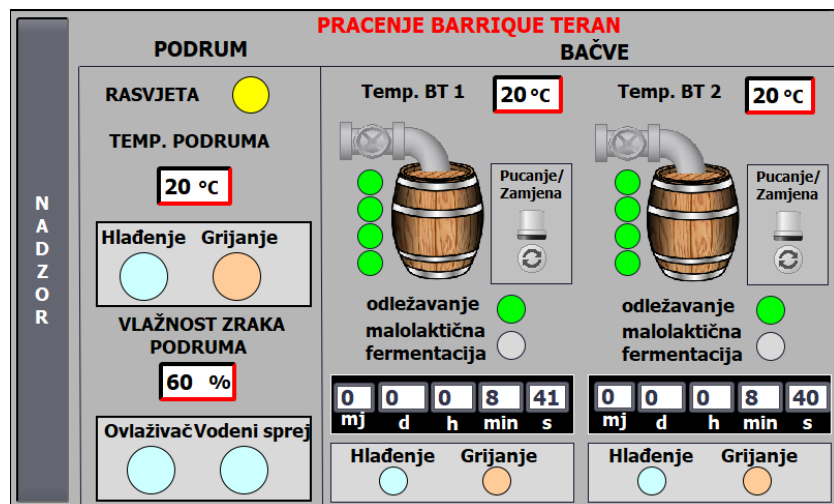 PRACENJE BARRIQUE TERAN
NADZOR
PODRUM
RASVJETA
TEMP. PODRUMA
20 °C
Hlađenje Grijanje
VLAŽNOST ZRAKA
PODRUMA
60 %
Ovlaživač Vodeni sprej
BAČVE
Temp. BT 1 20 °C
Pucanje/
Zamjena
odležavanje
malolaktična
fermentacija
0 0 0 8 41
mj d h min s
Hlađenje Grijanje
Temp. BT 2 20 °C
Pucanje/
Zamjena
odležavanje
malolaktična
fermentacija
0 0 0 8 40
mj d h min s
Hlađenje Grijanje